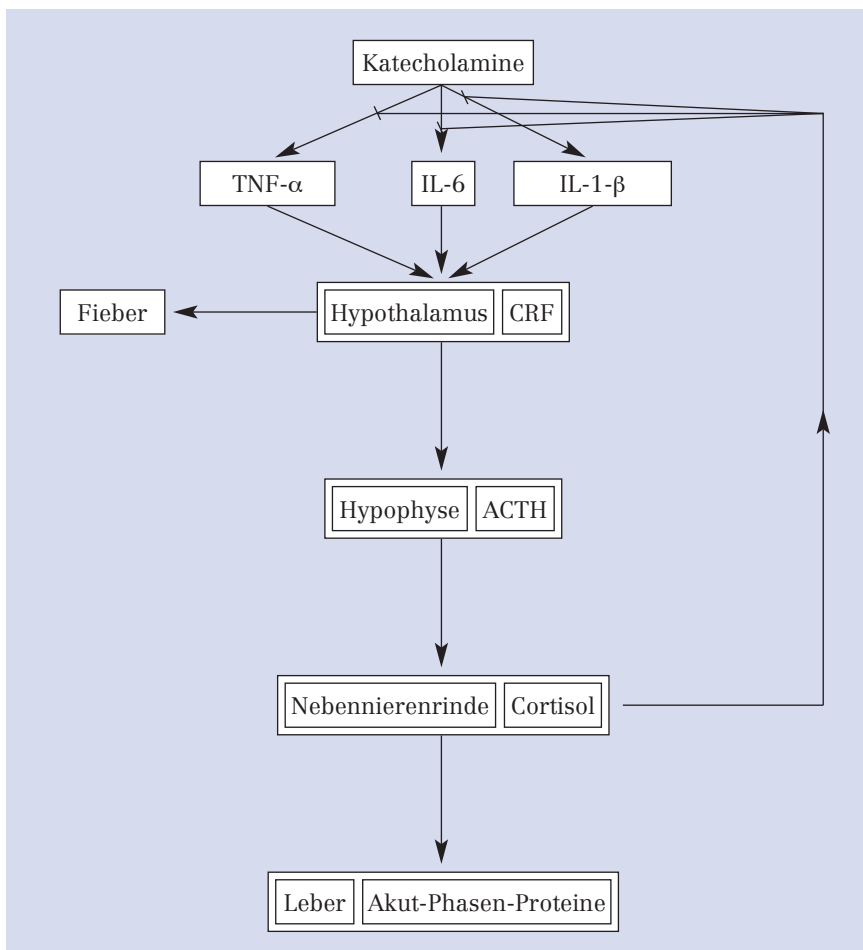 Katecholamine
TNF-α IL-6 IL-1-β
Fieber Hypothalamus CRF
Hypophyse ACTH
Nebennierenrinde Cortisol
Leber Akut-Phasen-Proteine